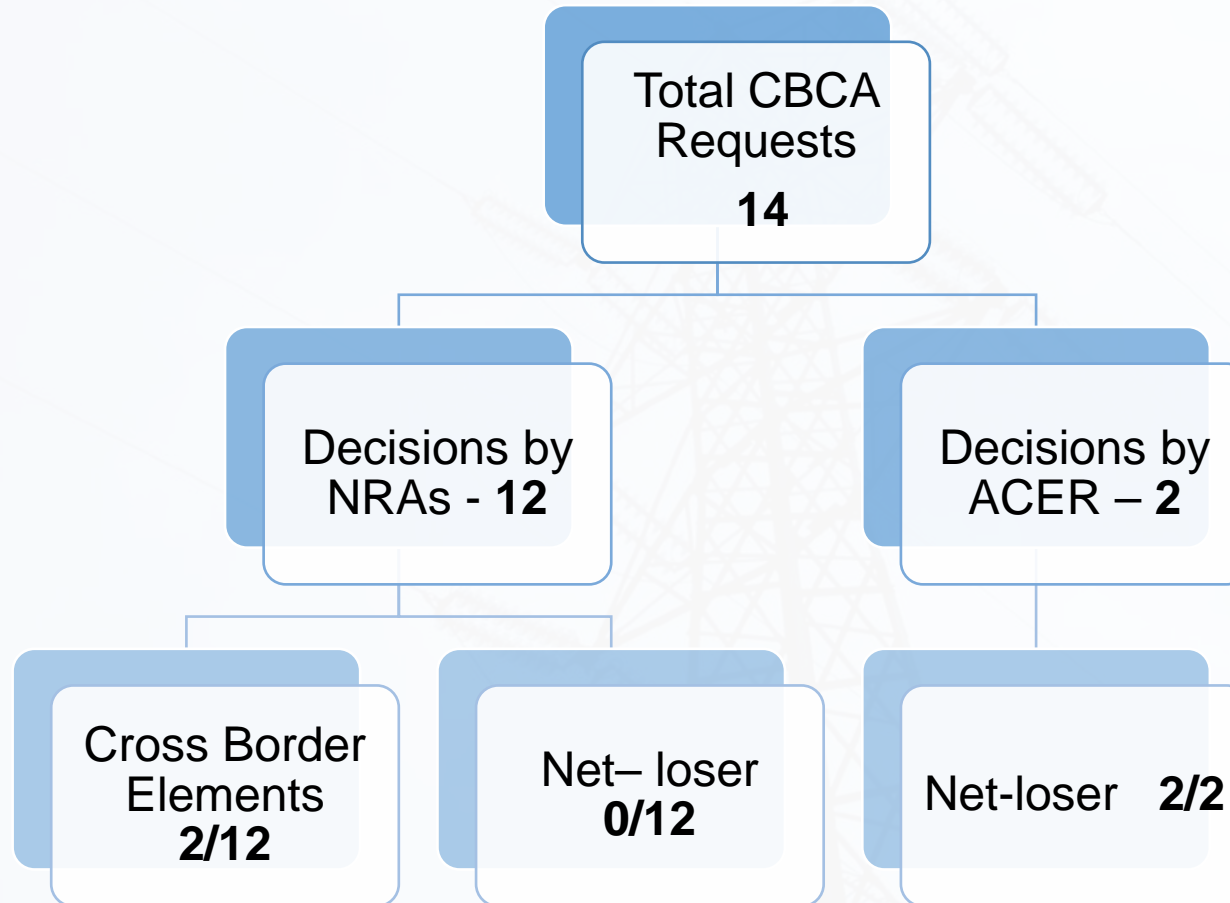 Total CBCA
Requests
14
Decisions by
NRAs - 12
Decisions by
ACER – 2
Cross Border
Elements
2/12
Net– loser
0/12
Net-loser 2/2